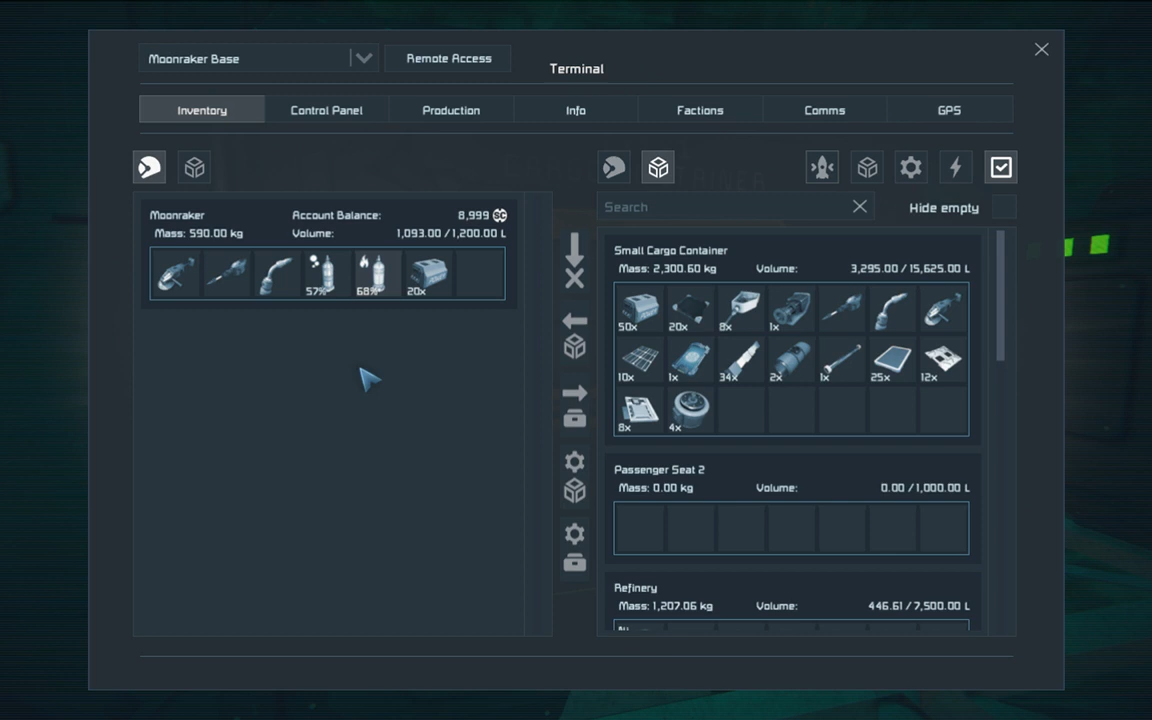 Moonraker Base
Remote Access
Terminal
Inventory
Control Panel
Production
Info
Factions
Comms
GPS
Search
Hide empty
Moonraker
Account Balance: 8,999 SC
Mass: 590.00 kg
Volume: 1,093.00 / 1,200.00 L
57%
68%
20x
Small Cargo Container
Mass: 2,300.60 kg
Volume: 3,295.00 / 15,625.00 L
50x 20x 8x 1x
10x 1x 34x 2x 1x 25x 12x
8x 4x
Passenger Seat 2
Mass: 0.00 kg
Volume: 0.00 / 1,000.00 L
Refinery
Mass: 1,207.06 kg
Volume: 446.61 / 7,500.00 L